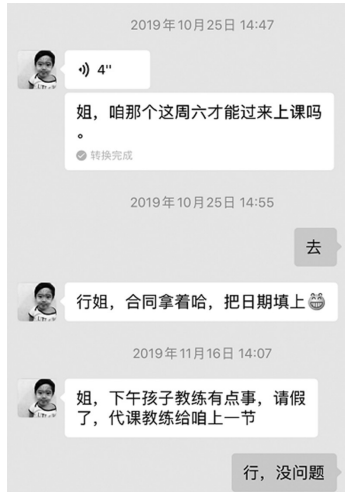 2019年10月25日 14:47
4"
姐，咱那个这周六才能过来上课吗
。
转换完成
2019年10月25日 14:55
去
行姐，合同拿着哈，把日期填上
2019年11月16日 14:07
姐，下午孩子教练有点事，请假
了，代课教练给咱上一节
行，没问题